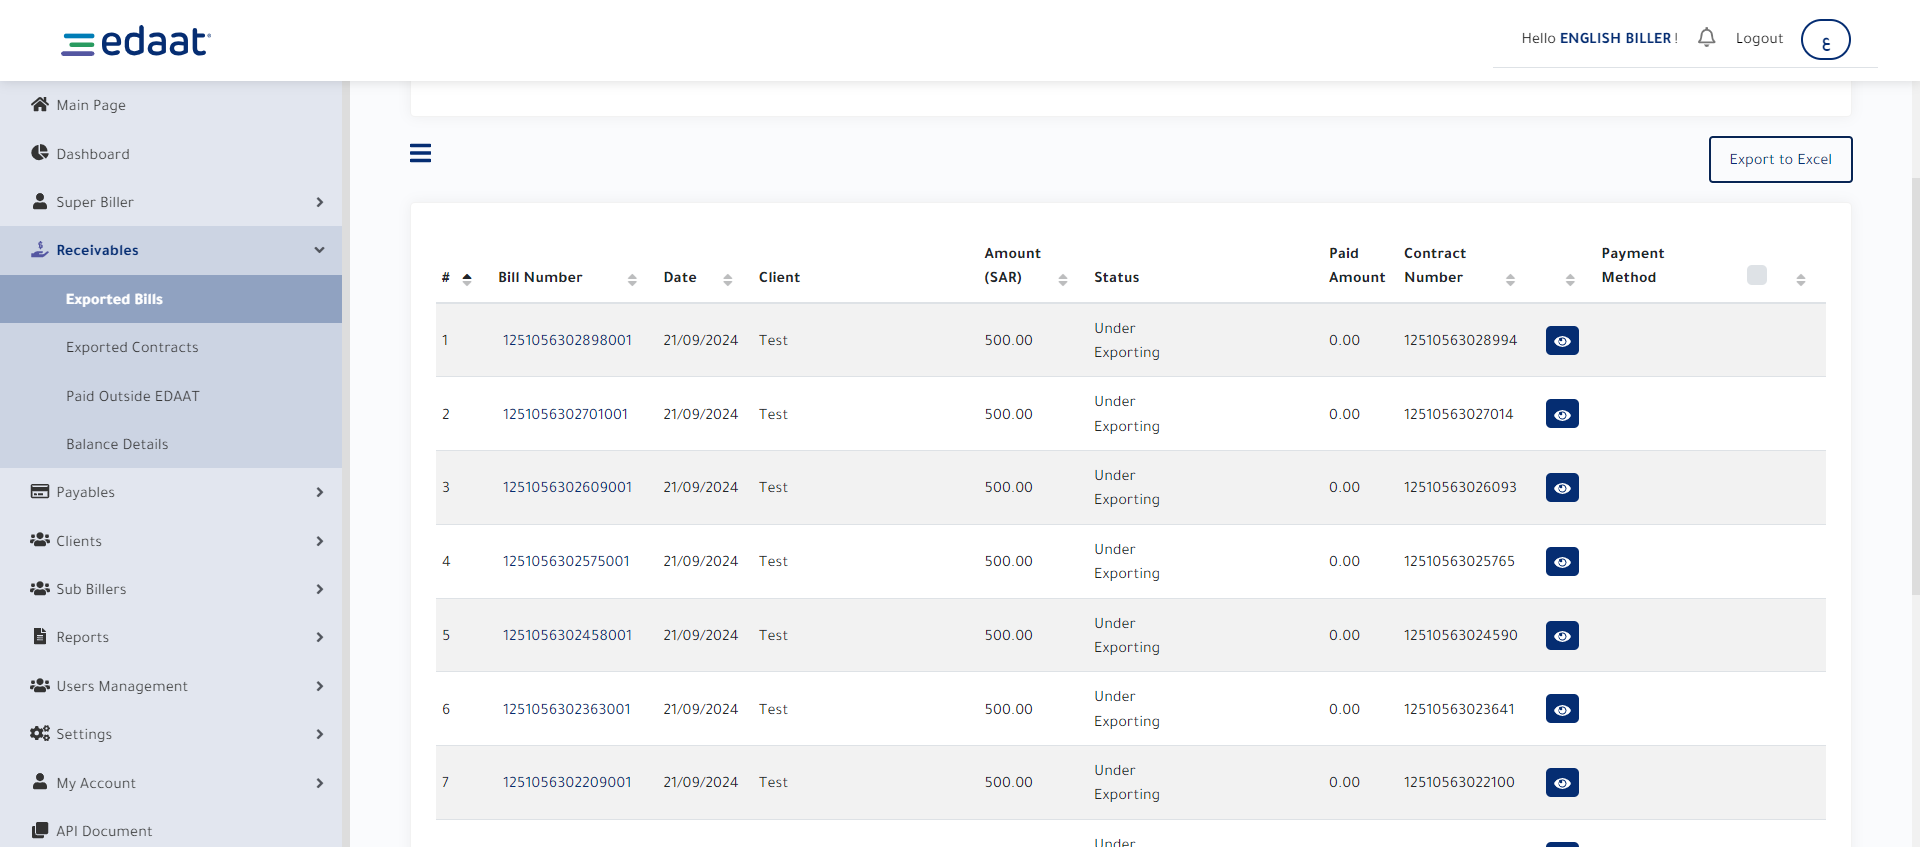 edaat
Hello ENGLISH BILLER !
Logout
ع
Main Page
Dashboard
Super Biller
Receivables
Exported Bills
Exported Contracts
Paid Outside EDAAT
Balance Details
Payables
Clients
Sub Billers
Reports
Users Management
Settings
My Account
API Document
Export to Excel
# Bill Number Date Client Amount (SAR) Status Paid Amount Contract Number Payment Method
1 1251056302898001 21/09/2024 Test 500.00 Under Exporting 0.00 12510563028994
2 1251056302701001 21/09/2024 Test 500.00 Under Exporting 0.00 12510563027014
3 1251056302609001 21/09/2024 Test 500.00 Under Exporting 0.00 12510563026093
4 1251056302575001 21/09/2024 Test 500.00 Under Exporting 0.00 12510563025765
5 1251056302458001 21/09/2024 Test 500.00 Under Exporting 0.00 12510563024590
6 1251056302363001 21/09/2024 Test 500.00 Under Exporting 0.00 12510563023641
7 1251056302209001 21/09/2024 Test 500.00 Under Exporting 0.00 12510563022100
Under